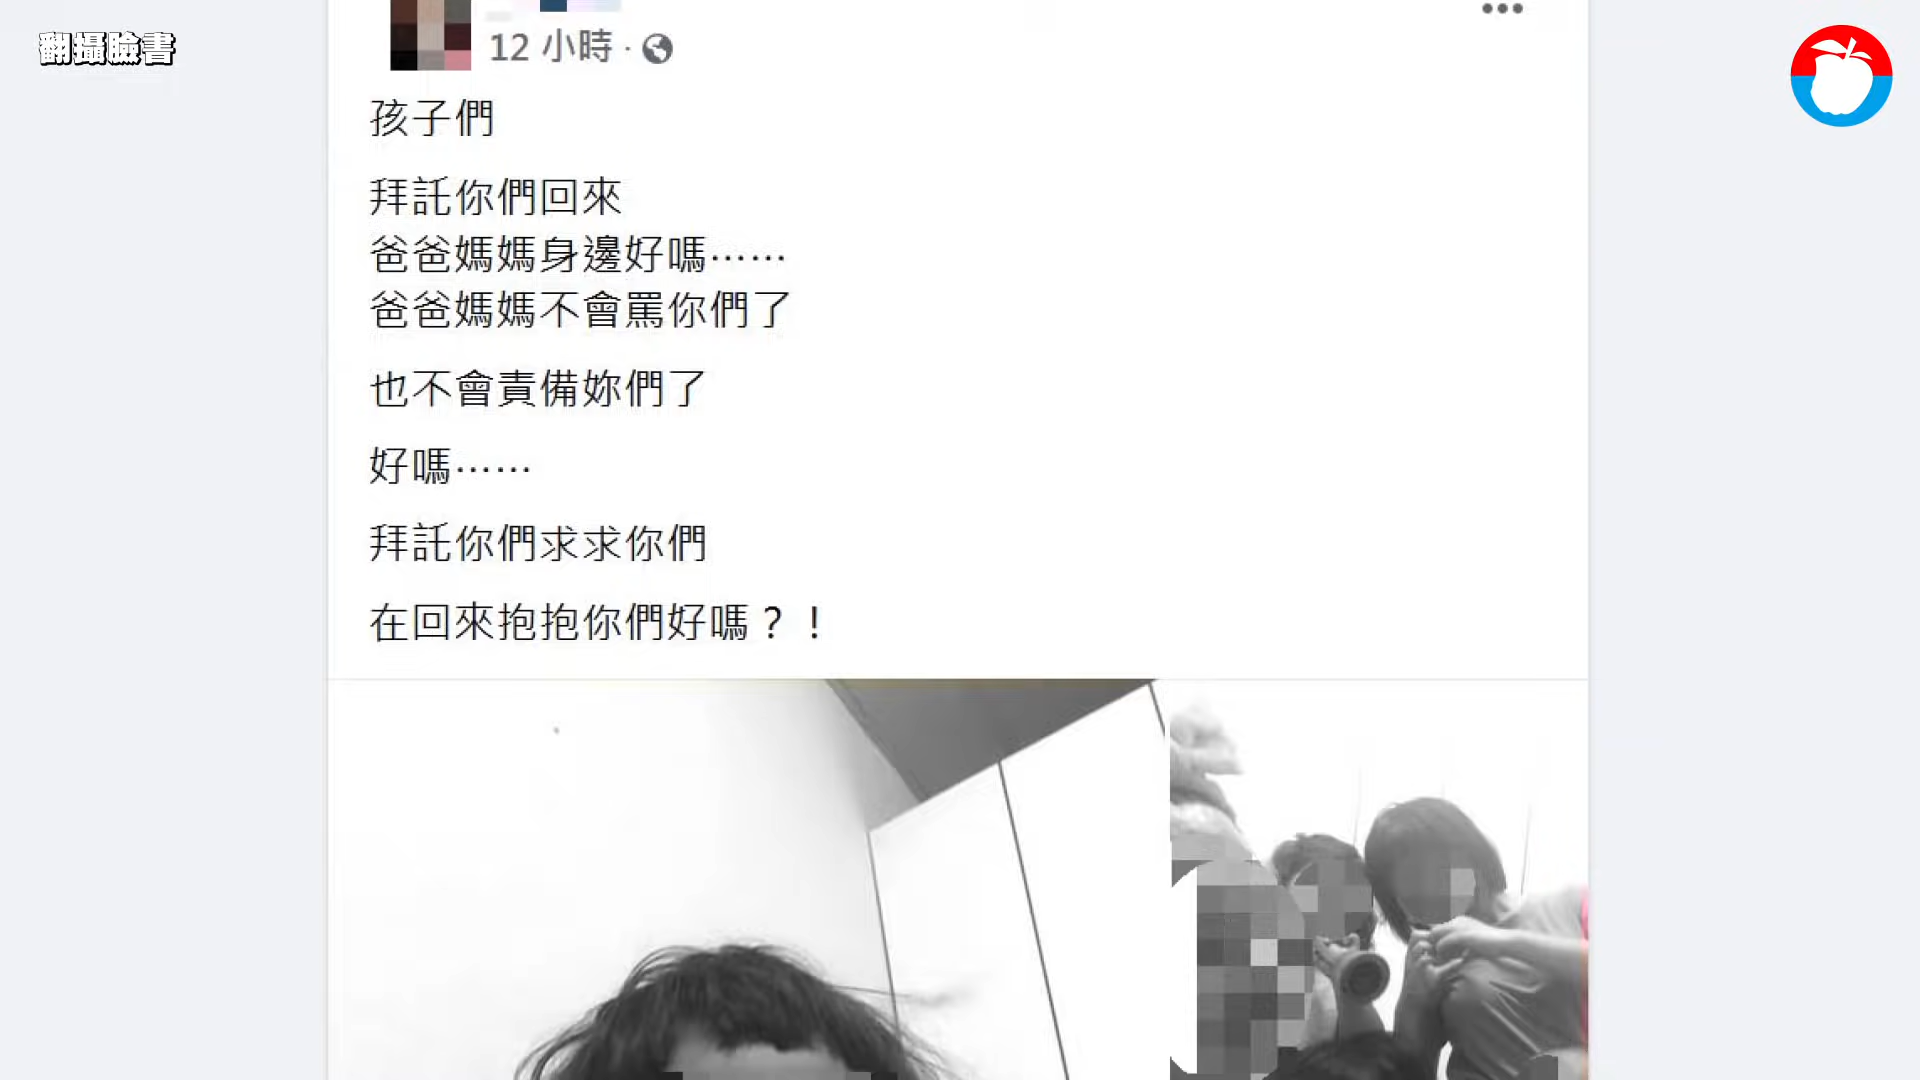 翻攝臉書
12 小時 ·
孩子們
拜託你們回來
爸爸媽媽身邊好嗎⋯⋯
爸爸媽媽不會罵你們了
也不會責備妳們了
好嗎⋯⋯
拜託你們求求你們
在回來抱抱你們好嗎？！